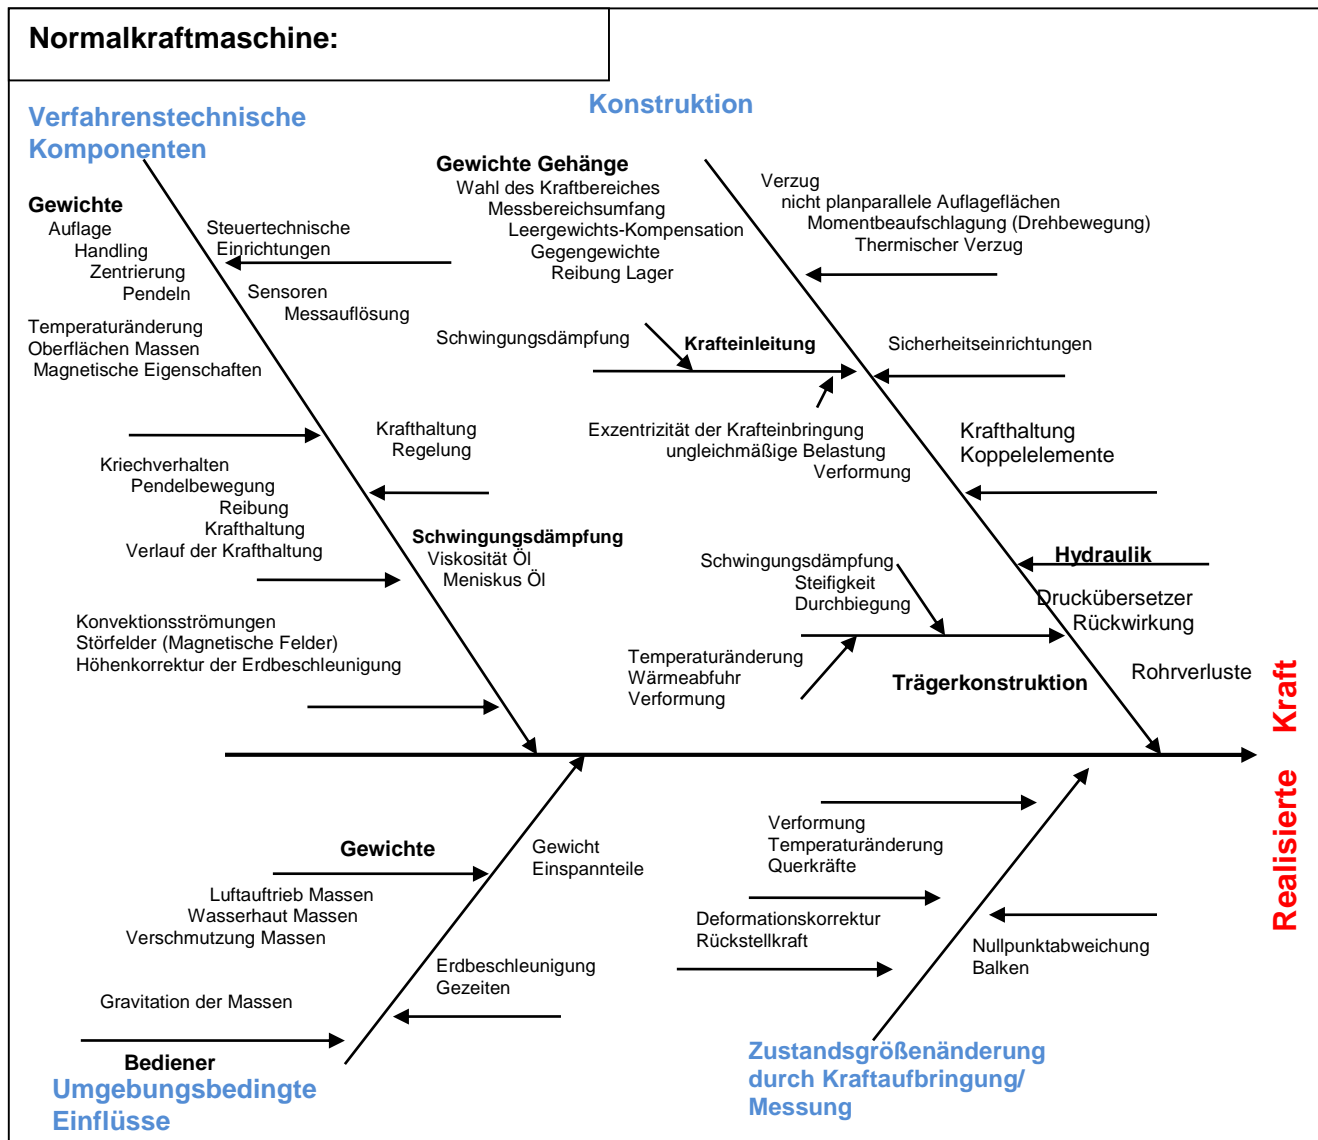 Normalkraftmaschine:
Verfahrenstechnische
Komponenten
Gewichte
Auflage
Handling
Zentrierung
Pendeln
Temperaturänderung
Oberflächen Massen
Magnetische Eigenschaften
Steuertechnische
Einrichtungen
Sensoren
Messauflösung
Kriechverhalten
Pendelbewegung
Reibung
Krafthaltung
Verlauf der Krafthaltung
Krafthaltung
Regelung
Schwingungsdämpfung
Viskosität Öl
Meniskus Öl
Konvektionsströmungen
Störfelder (Magnetische Felder)
Höhenkorrektur der Erdbeschleunigung
Konstruktion
Gewichte Gehänge
Wahl des Kraftbereiches
Messbereichsumfang
Leergewichts-Kompensation
Gegengewichte
Reibung Lager
Verzug
nicht planparallele Auflageflächen
Momentbeaufschlagung (Drehbewegung)
Thermischer Verzug
Schwingungsdämpfung
Krafteinleitung
Sicherheitseinrichtungen
Exzentrizität der Krafteinbringung
ungleichmäßige Belastung
Verformung
Krafthaltung
Koppelelemente
Schwingungsdämpfung
Steifigkeit
Durchbiegung
Hydraulik
Druckübersetzer
Rückwirkung
Rohrverluste
Temperaturänderung
Wärmeabfuhr
Verformung
Trägerkonstruktion
Realisierte Kraft
Gewichte
Luftauftrieb Massen
Wasserhaut Massen
Verschmutzung Massen
Gewicht
Einspannteile
Gravitation der Massen
Erdbeschleunigung
Gezeiten
Bediener
Umgebungsbedingte
Einflüsse
Verformung
Temperaturänderung
Querkräfte
Deformationskorrektur
Rückstellkraft
Nullpunktabweichung
Balken
Zustandsgrößenänderung
durch Kraftaufbringung/
Messung